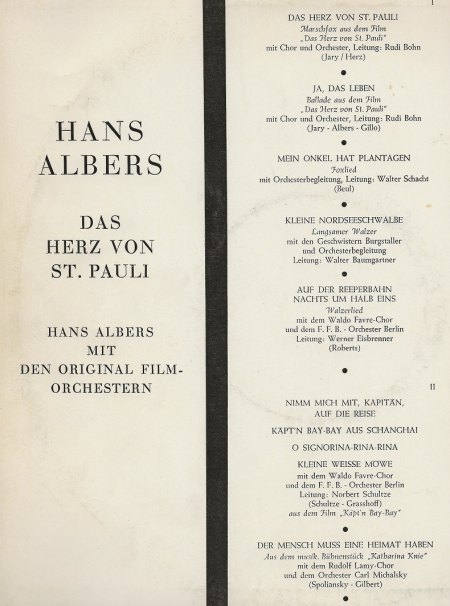 HANS
ALBERS
DAS
HERZ VON
ST. PAULI
HANS ALBERS
MIT
DEN ORIGINAL FILM-
ORCHESTERN
I
DAS HERZ VON ST. PAULI
Marschfox aus dem Film
„Das Herz von St. Pauli"
mit Chor und Orchester, Leitung: Rudi Bohn
(Jary / Herz)
JA, DAS LEBEN
Ballade aus dem Film
„Das Herz von St. Pauli"
mit Chor und Orchester, Leitung: Rudi Bohn
(Jary - Albers - Gillo)
MEIN ONKEL HAT PLANTAGEN
Foxlied
mit Orchesterbegleitung, Leitung: Walter Schacht
(Beul)
KLEINE NORDSEESCHWALBE
Langsamer Walzer
mit den Geschwistern Burgstaller
und Orchesterbegleitung
Leitung: Walter Baumgartner
AUF DER REEPERBAHN
NACHTS UM HALB EINS
Walzerlied
mit dem Waldo Favre-Chor
und dem F. F. B. - Orchester Berlin
Leitung: Werner Eisbrenner
(Roberts)
II
NIMM MICH MIT, KAPITÄN,
AUF DIE REISE
KÄPT'N BAY-BAY AUS SCHANGHAI
O SIGNORINA-RINA-RINA
KLEINE WEISSE MÖWE
mit dem Waldo Favre-Chor
und dem F. F. B. - Orchester Berlin
Leitung: Norbert Schultze
(Schultze - Grasshoff)
aus dem Film „Käpt'n Bay-Bay"
DER MENSCH MUSS EINE HEIMAT HABEN
Aus dem musik. Bühnenstück „Katharina Knie"
mit dem Rudolf Lamy-Chor
und dem Orchester Carl Michalsky
(Spoliansky - Gilbert)